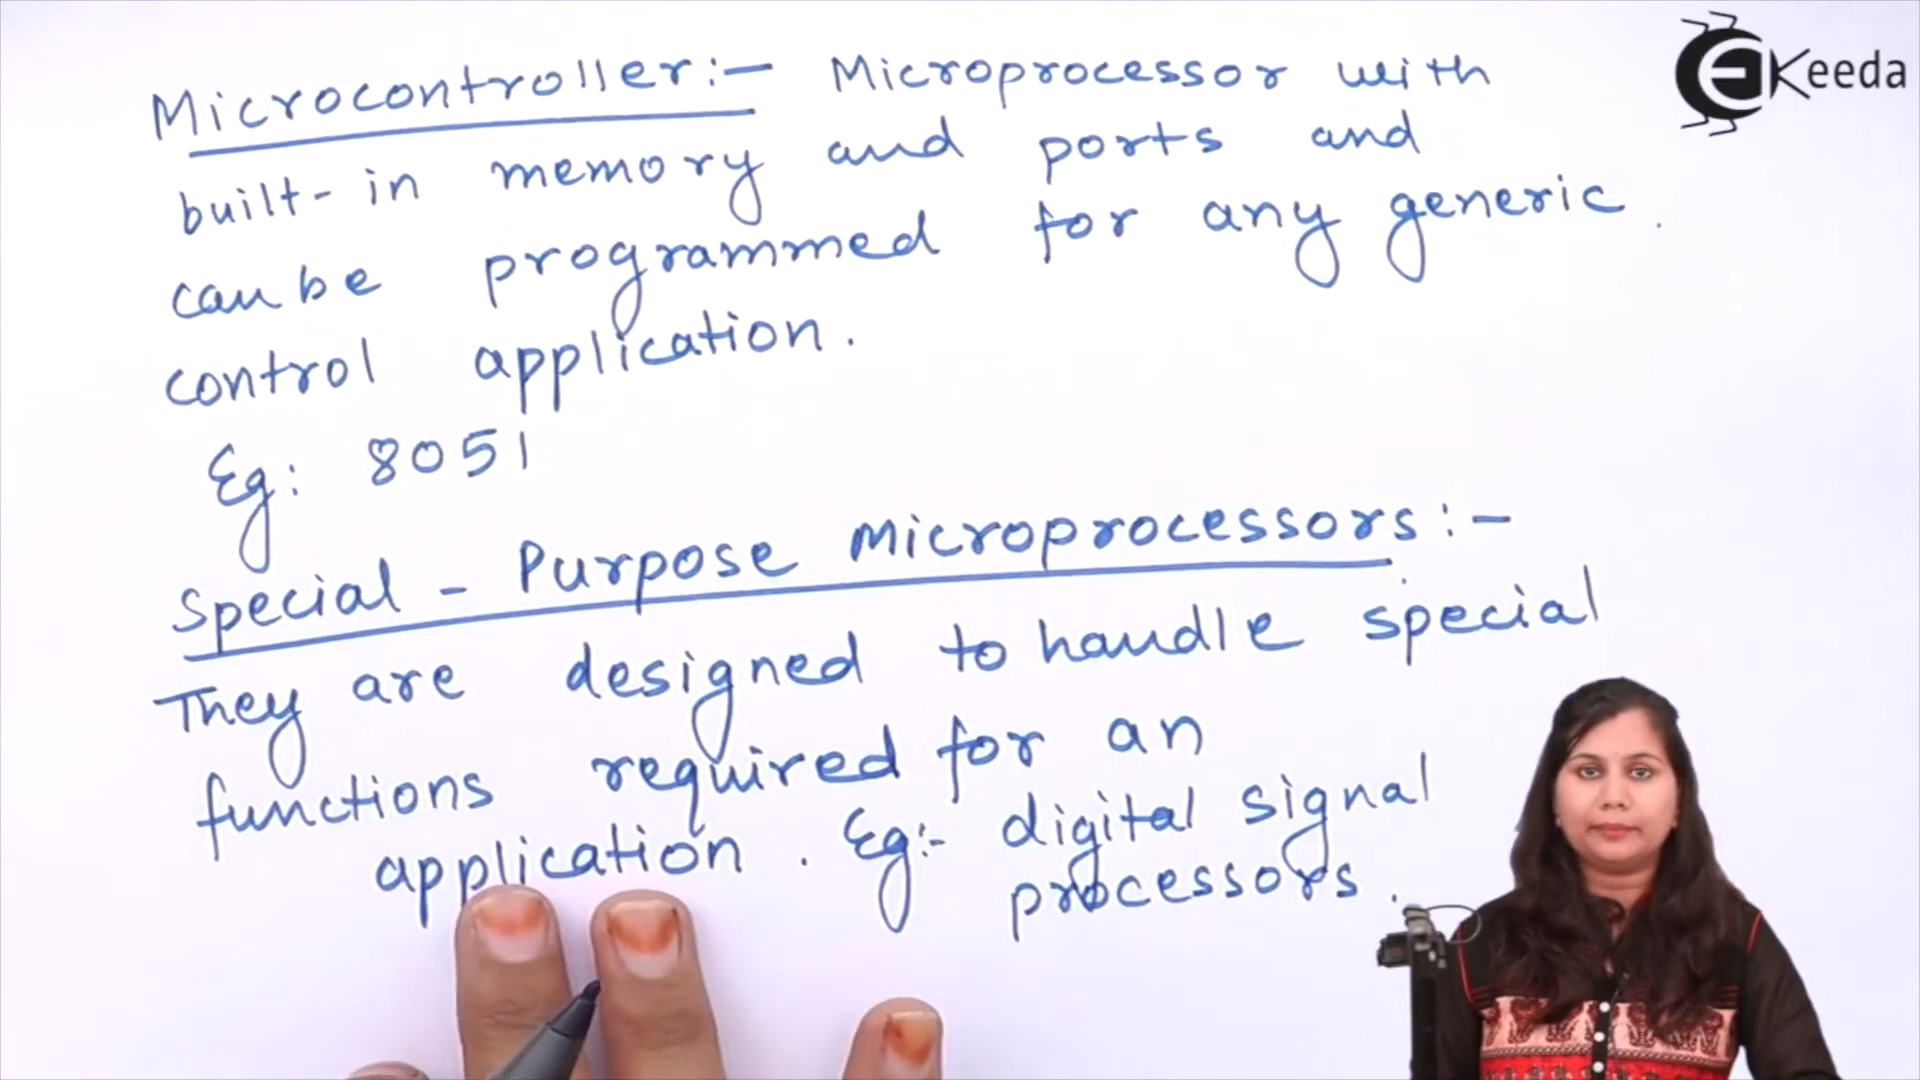 Microcontroller:- Microprocessor with
built-in memory and ports and
can be programmed for any generic
control application.
Eg: 8051
Special - Purpose Microprocessors:-
They are designed to handle special
functions required for an
application. Eg:- digital signal
processors.
EKeeda